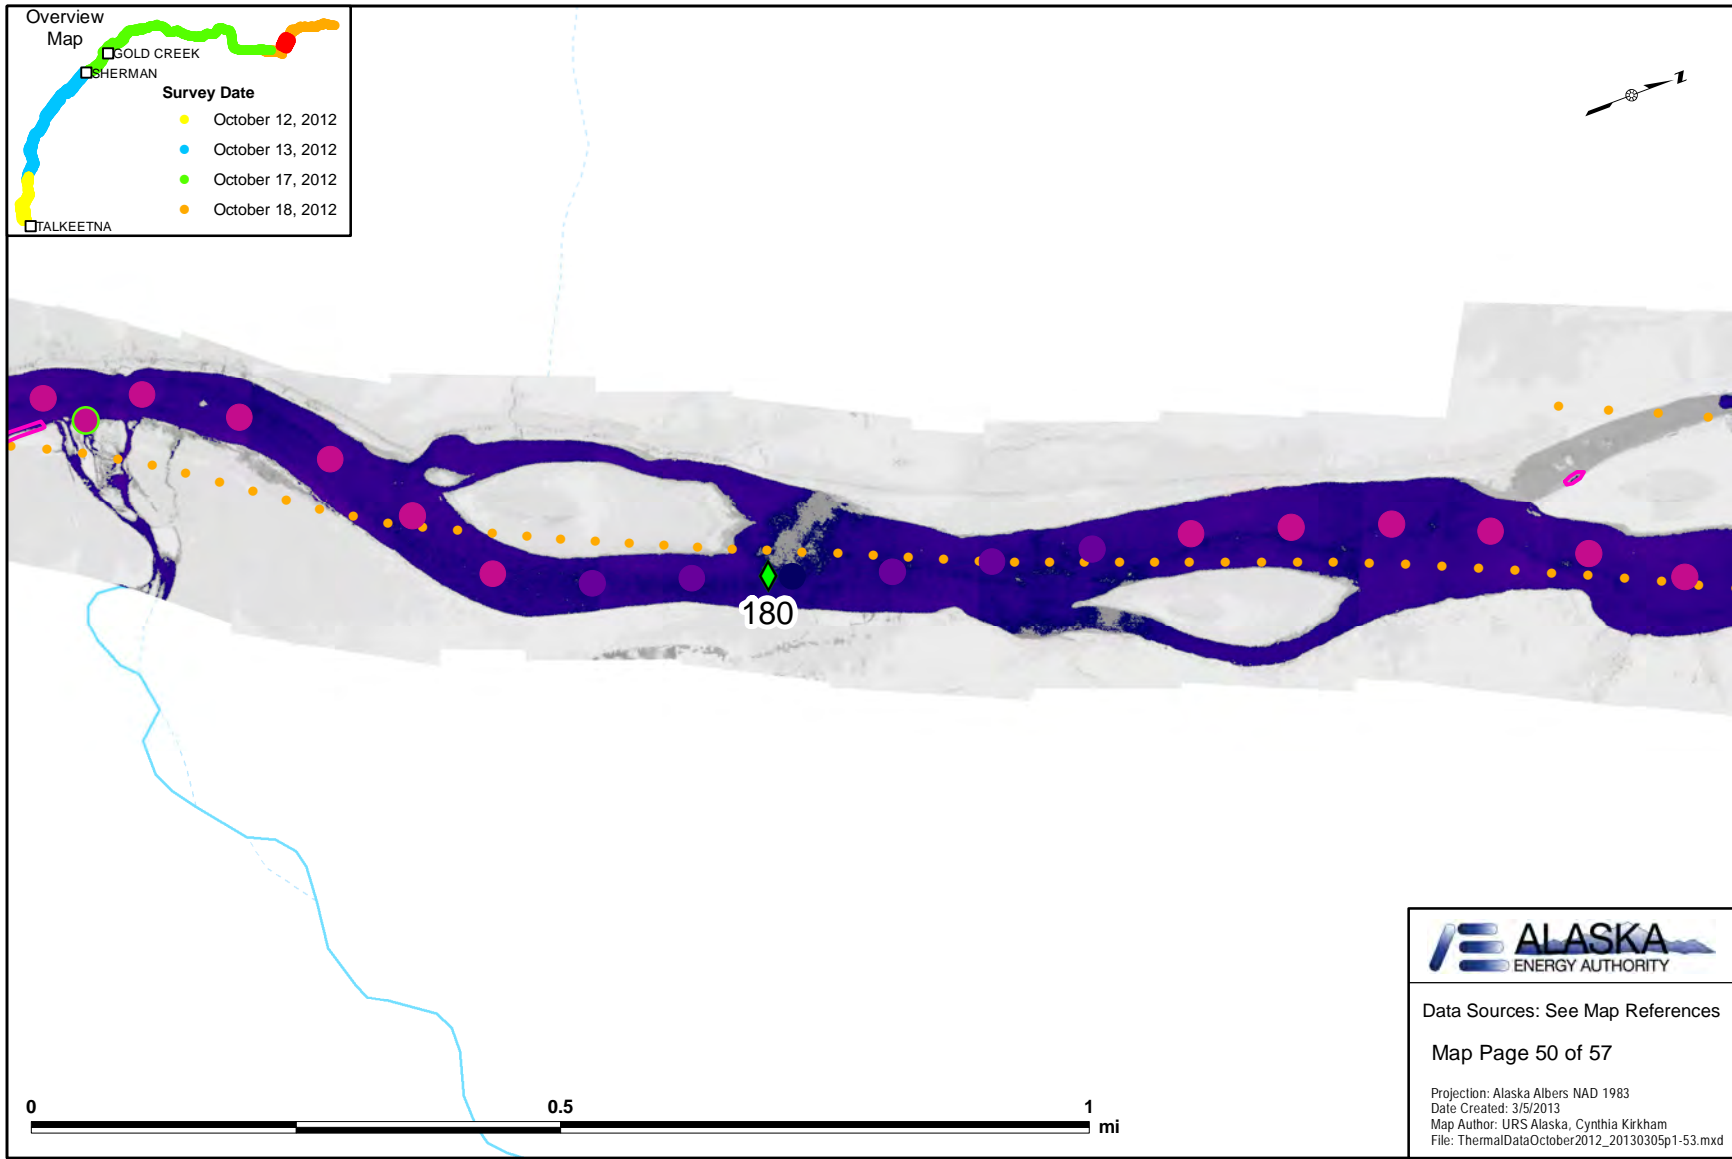 Overview
Map
GOLD CREEK
SHERMAN
Survey Date
October 12, 2012
October 13, 2012
October 17, 2012
October 18, 2012
TALKEETNA
Z
180
0
0.5
1
mi
ALASKA
ENERGY AUTHORITY
Data Sources: See Map References
Map Page 50 of 57
Projection: Alaska Albers NAD 1983
Date Created: 3/5/2013
Map Author: URS Alaska, Cynthia Kirkham
File: ThermalDataOctober2012_20130305p1-53.mxd